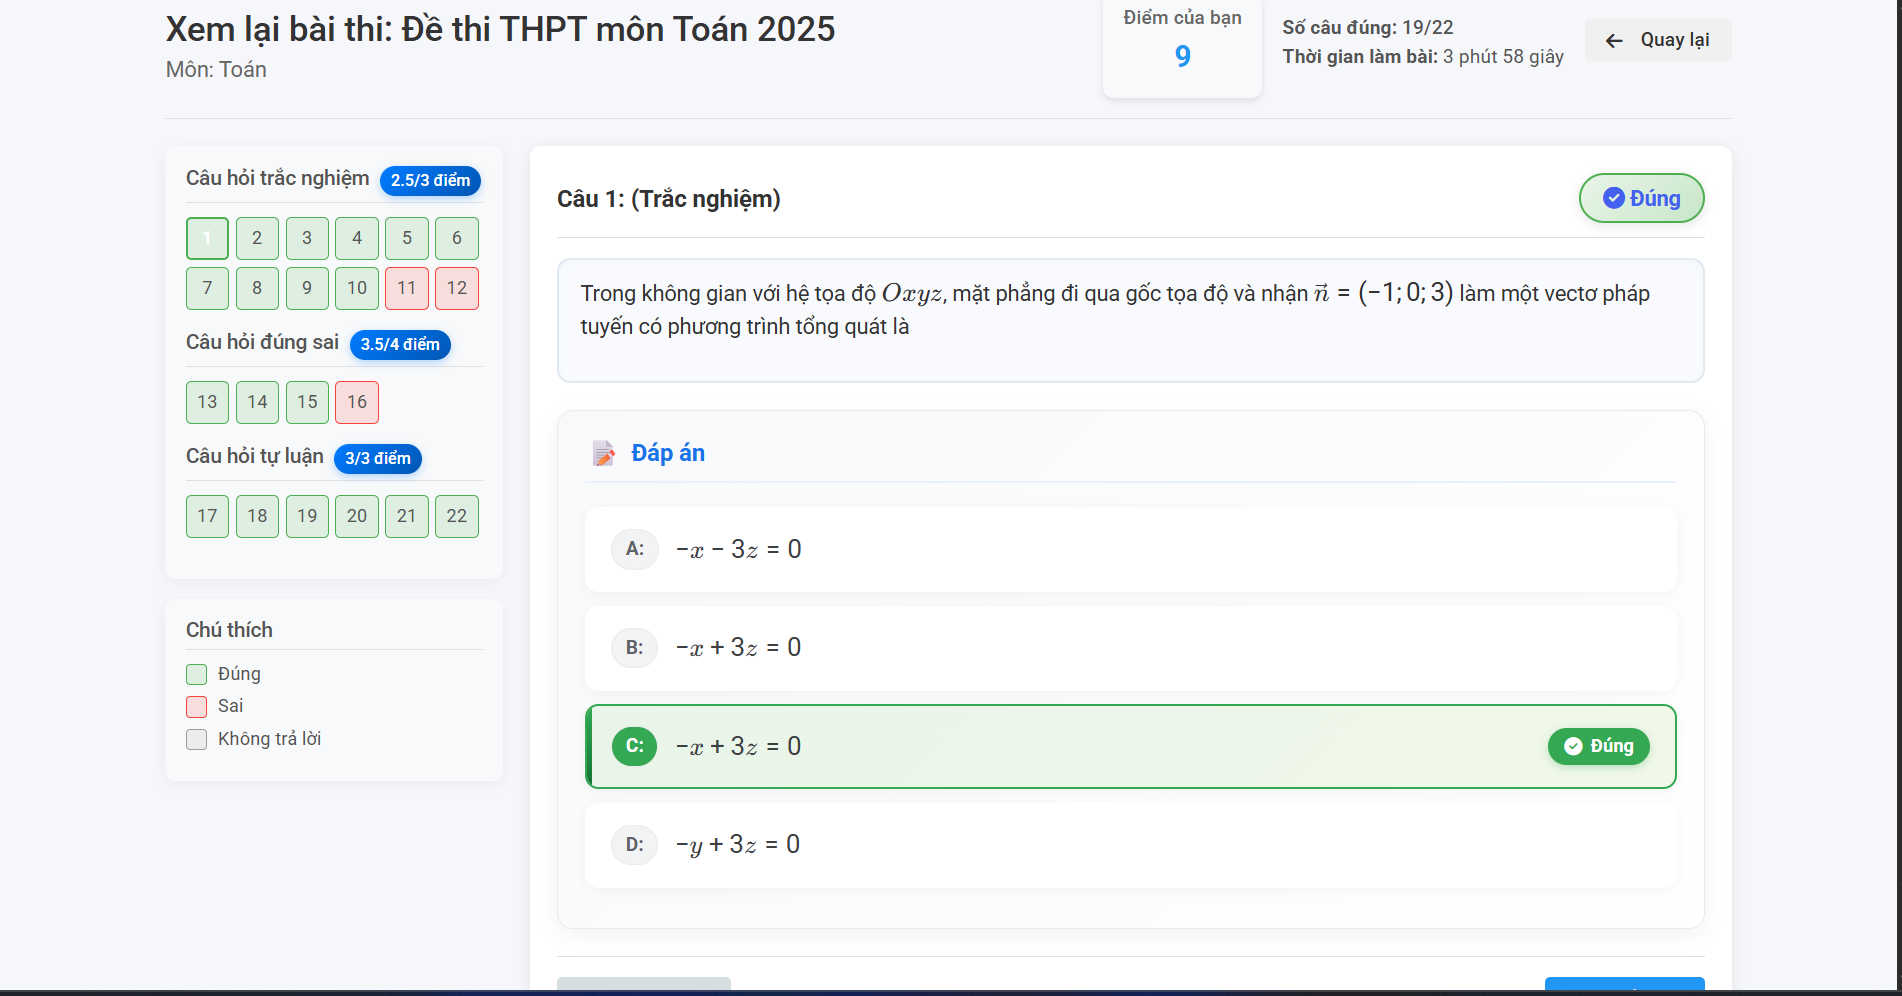 Xem lại bài thi: Đề thi THPT môn Toán 2025
Môn: Toán
Điểm của bạn
9
Số câu đúng: 19/22
Thời gian làm bài: 3 phút 58 giây
Quay lại
Câu hỏi trắc nghiệm 2.5/3 điểm
1 2 3 4 5 6
7 8 9 10 11 12
Câu hỏi đúng sai 3.5/4 điểm
13 14 15 16
Câu hỏi tự luận 3/3 điểm
17 18 19 20 21 22
Chú thích
Đúng
Sai
Không trả lời
Câu 1: (Trắc nghiệm)
Đúng
Trong không gian với hệ tọa độ Oxyz, mặt phẳng đi qua gốc tọa độ và nhận n⃗ = (−1; 0; 3) làm một vectơ pháp
tuyến có phương trình tổng quát là
Đáp án
A: −x − 3z = 0
B: −x + 3z = 0
C: −x + 3z = 0 Đúng
D: −y + 3z = 0